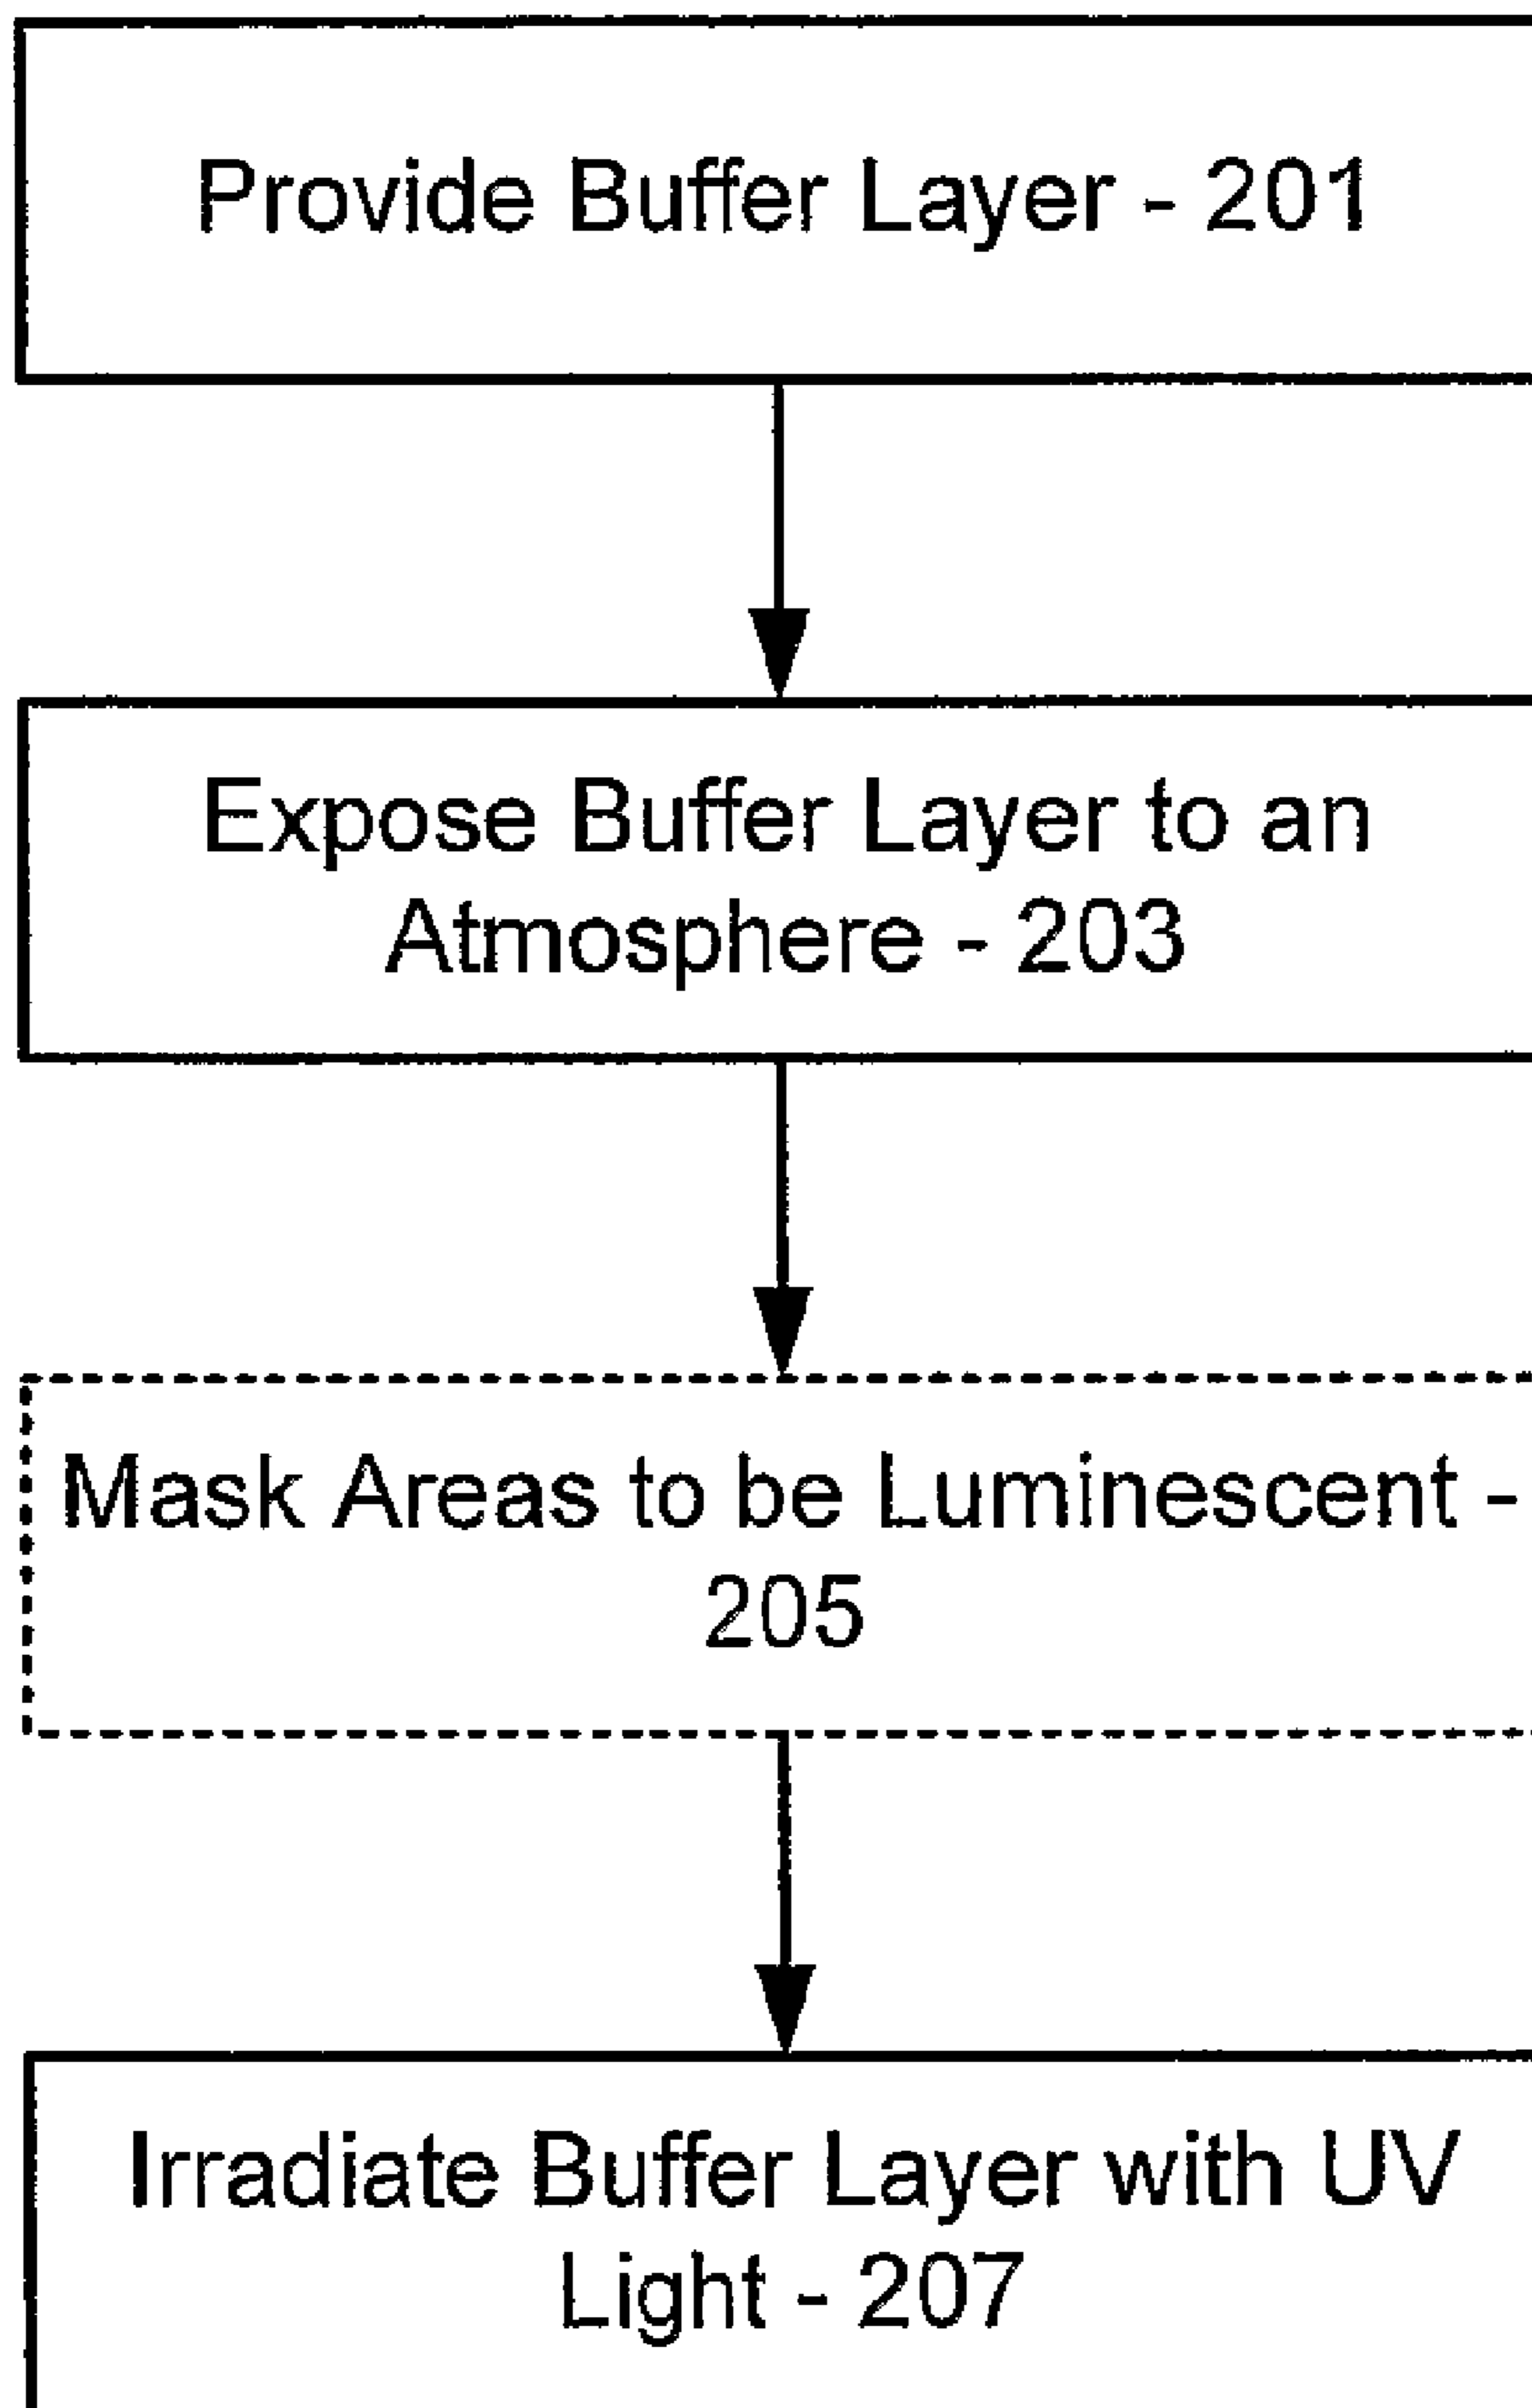 Provide Buffer Layer - 201
Expose Buffer Layer to an
Atmosphere - 203
Mask Areas to be Luminescent -
205
Irradiate Buffer Layer with UV
Light - 207